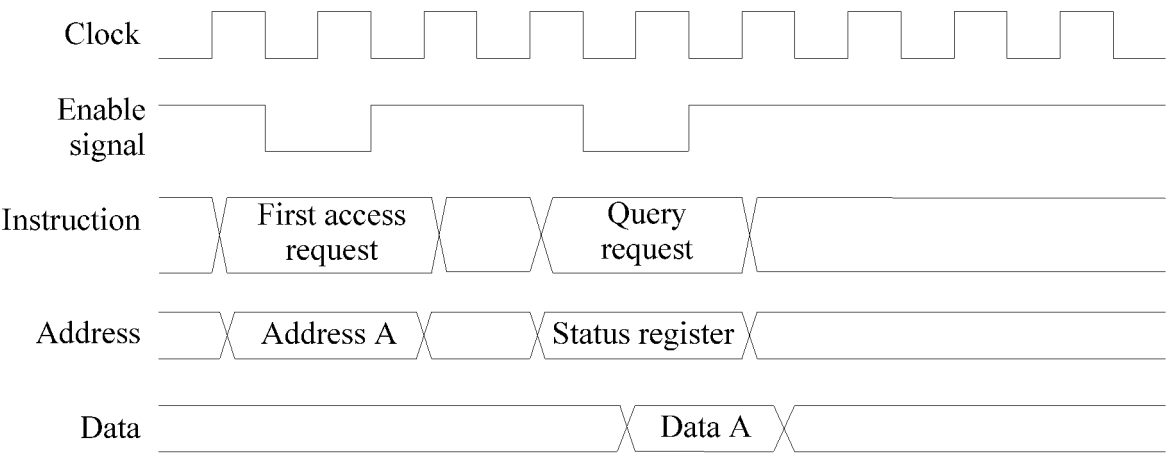 Clock
Enable
signal
Instruction
First access
request
Query
request
Address
Address A
Status register
Data
Data A